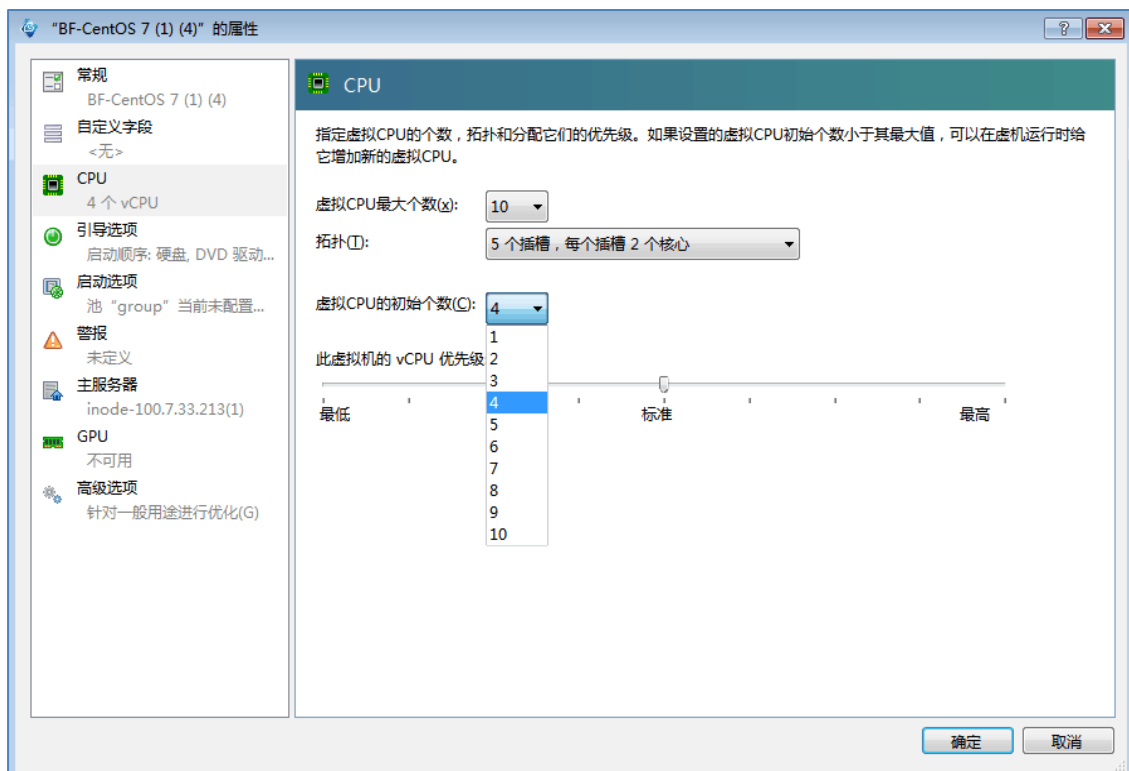 “BF-CentOS 7 (1) (4)” 的属性
常规
BF-CentOS 7 (1) (4)
自定义字段
<无>
CPU
4 个 vCPU
引导选项
启动顺序: 硬盘, DVD 驱动...
启动选项
池“group”当前未配置...
警报
未定义
主服务器
inode-100.7.33.213(1)
GPU
不可用
高级选项
针对一般用途进行优化(G)
CPU
指定虚拟CPU的个数，拓扑和分配它们的优先级。如果设置的虚拟CPU初始个数小于其最大值，可以在虚机运行时给
它增加新的虚拟CPU。
虚拟CPU最大个数(x): 10
拓扑(T): 5 个插槽，每个插槽 2 个核心
虚拟CPU的初始个数(C): 4
1
此虚拟机的 vCPU 优先级 2
3
4
最低 标准 最高
5
6
7
8
9
10
确定 取消